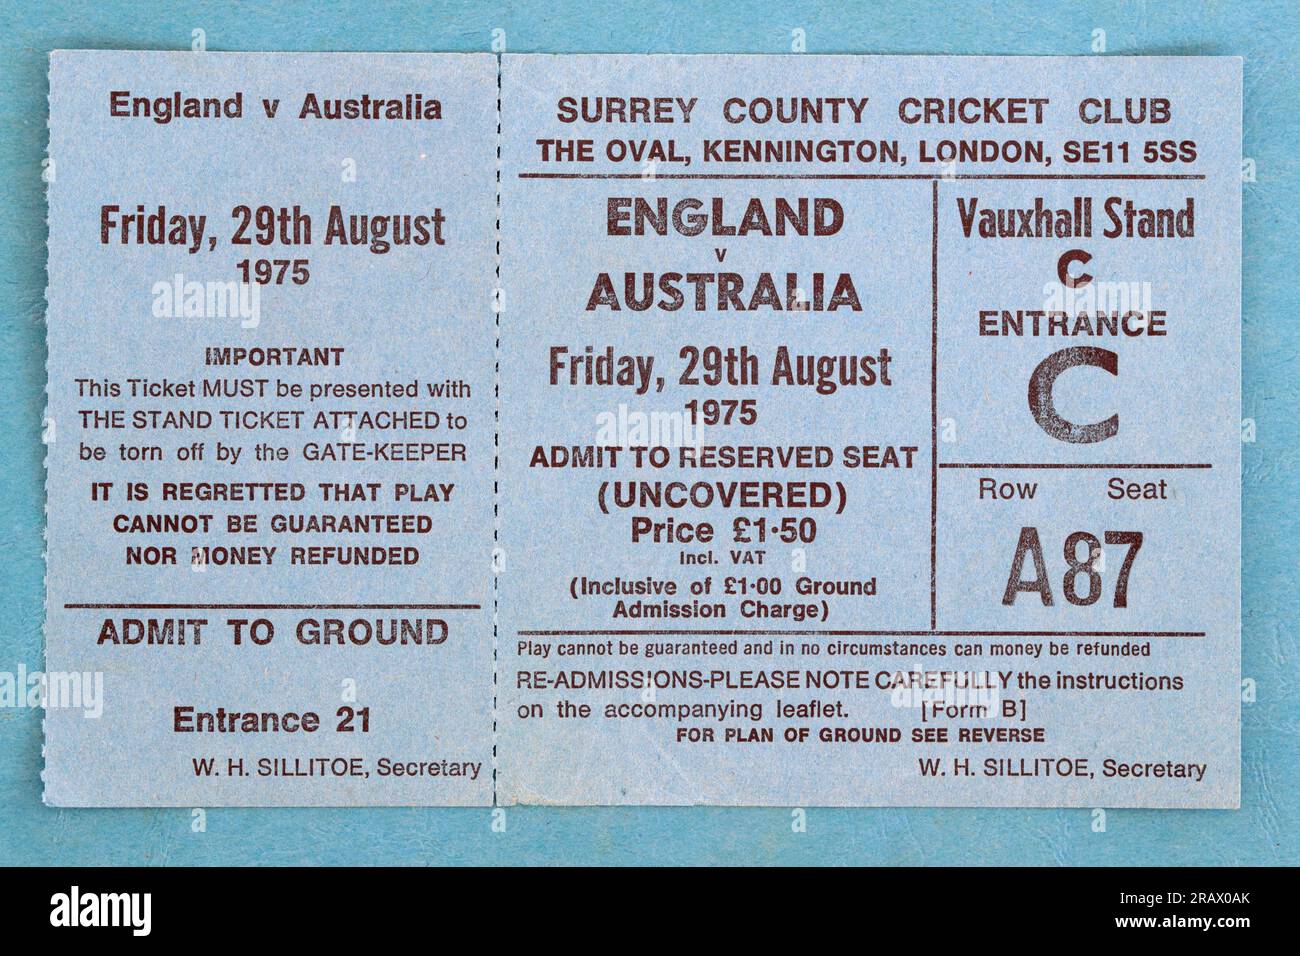 England v Australia
Friday, 29th August
1975
IMPORTANT
This Ticket MUST be presented with
THE STAND TICKET ATTACHED to
be torn off by the GATE-KEEPER
IT IS REGRETTED THAT PLAY
CANNOT BE GUARANTEED
NOR MONEY REFUNDED
ADMIT TO GROUND
Entrance 21
W. H. SILLITOE, Secretary
SURREY COUNTY CRICKET CLUB
THE OVAL, KENNINGTON, LONDON, SE11 5SS
ENGLAND
v
AUSTRALIA
Friday, 29th August
1975
ADMIT TO RESERVED SEAT
(UNCOVERED)
Price £1·50
Incl. VAT
(Inclusive of £1·00 Ground
Admission Charge)
Vauxhall Stand
C
ENTRANCE
C
Row Seat
A87
Play cannot be guaranteed and in no circumstances can money be refunded
RE-ADMISSIONS-PLEASE NOTE CAREFULLY the instructions
on the accompanying leaflet. [Form B]
FOR PLAN OF GROUND SEE REVERSE
W. H. SILLITOE, Secretary
a
alamy
Image ID: 2RAX0AK
www.alamy.com